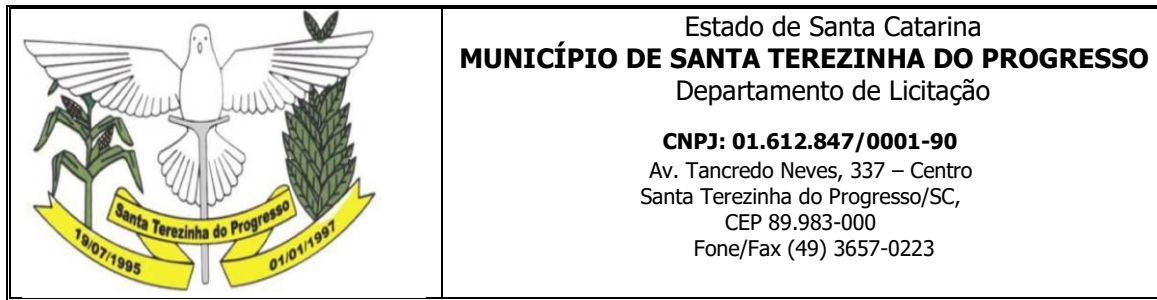 Santa Terezinha do Progresso
19/07/1995
01/01/1997
Estado de Santa Catarina
MUNICÍPIO DE SANTA TEREZINHA DO PROGRESSO
Departamento de Licitação
CNPJ: 01.612.847/0001-90
Av. Tancredo Neves, 337 – Centro
Santa Terezinha do Progresso/SC,
CEP 89.983-000
Fone/Fax (49) 3657-0223